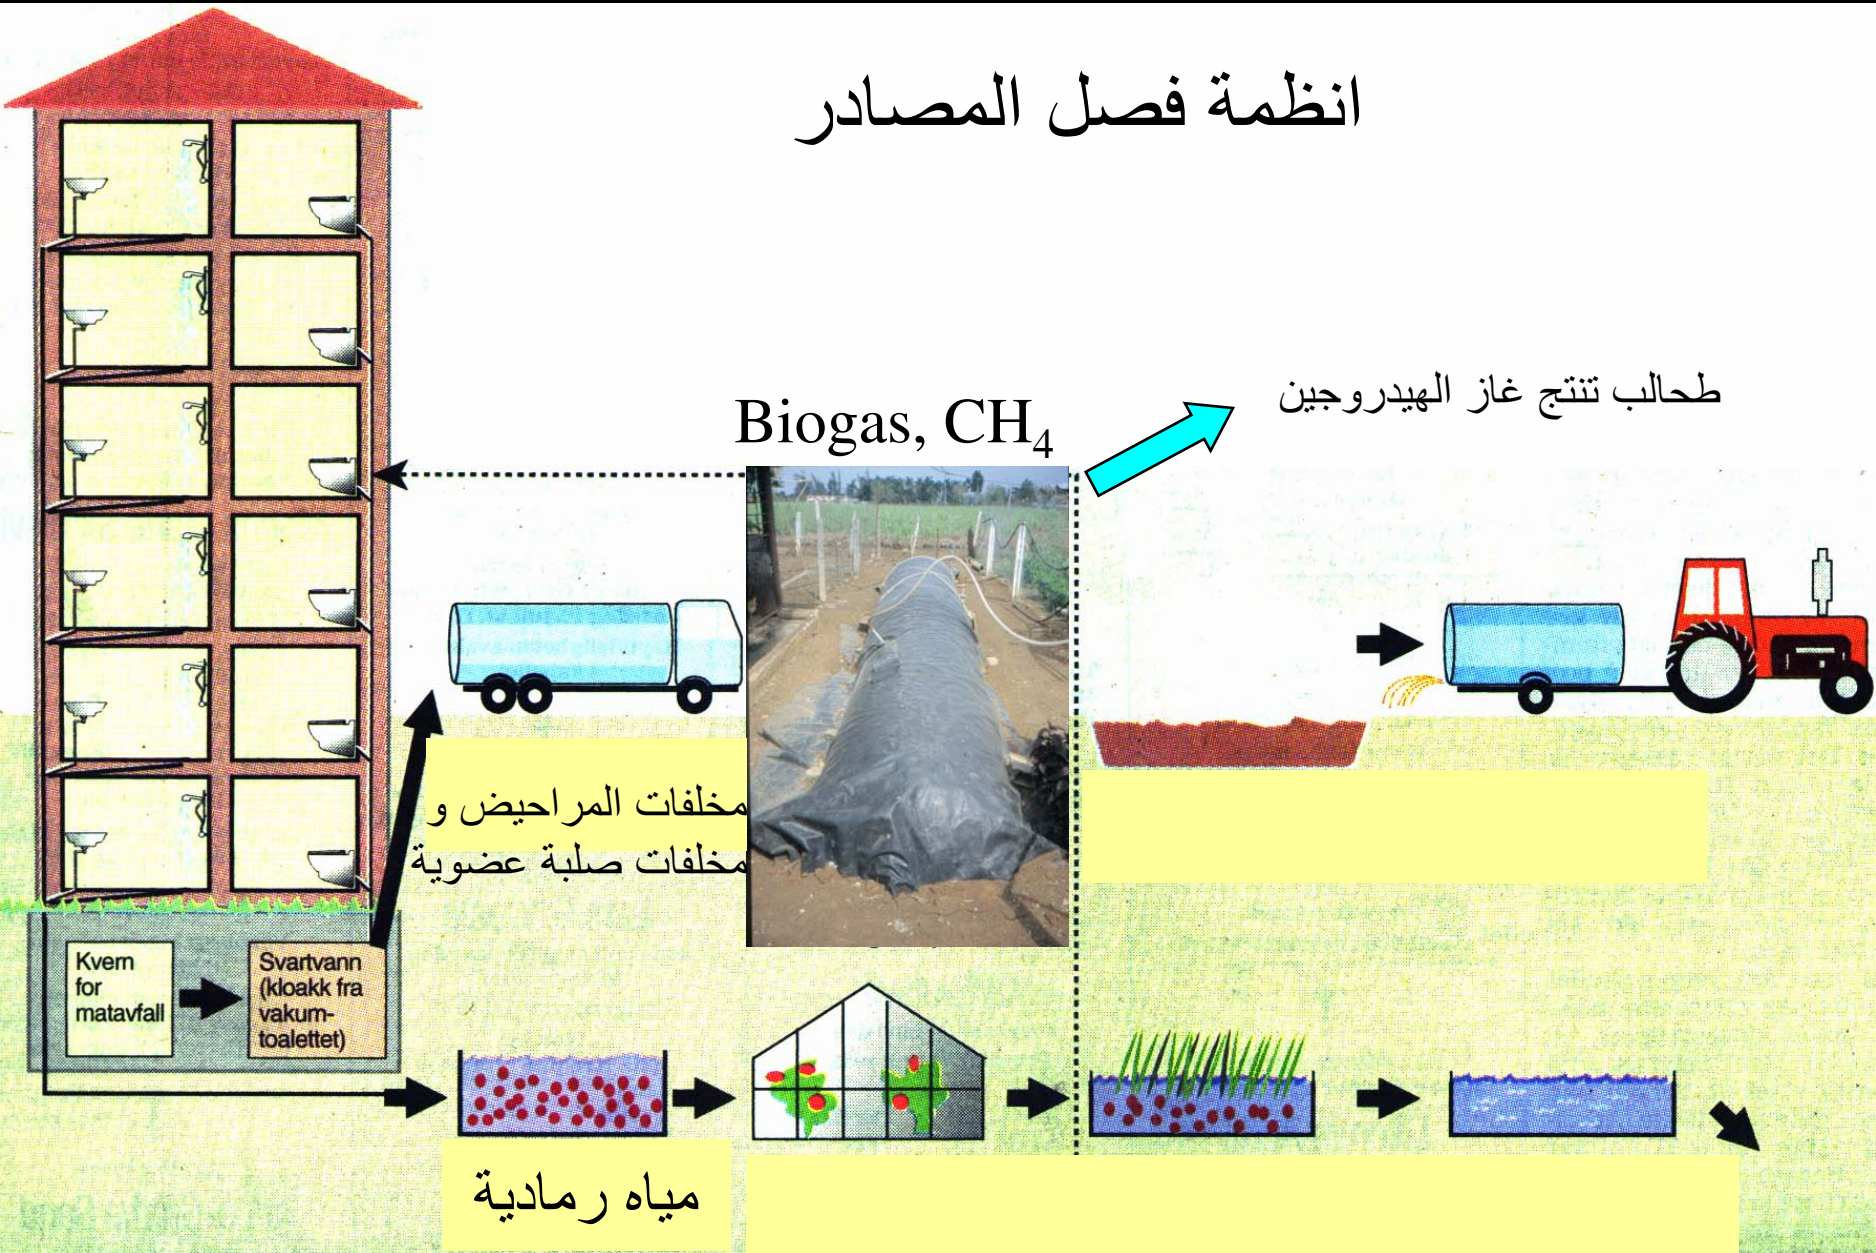 انظمة فصل المصادر
طحالب تنتج غاز الهيدروجين
Biogas, CH₄
مخلفات المراحيض و
مخلفات صلبة عضوية
Kvern
for
matavfall
Svartvann
(kloakk fra
vakum-
toalettet)
مياه رمادية